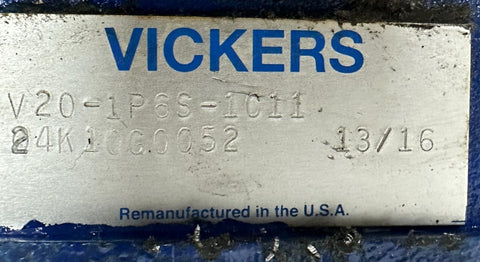 VICKERS
V20-1P6S-1C11
24K10G0052 13/16
Remanufactured in the U.S.A.